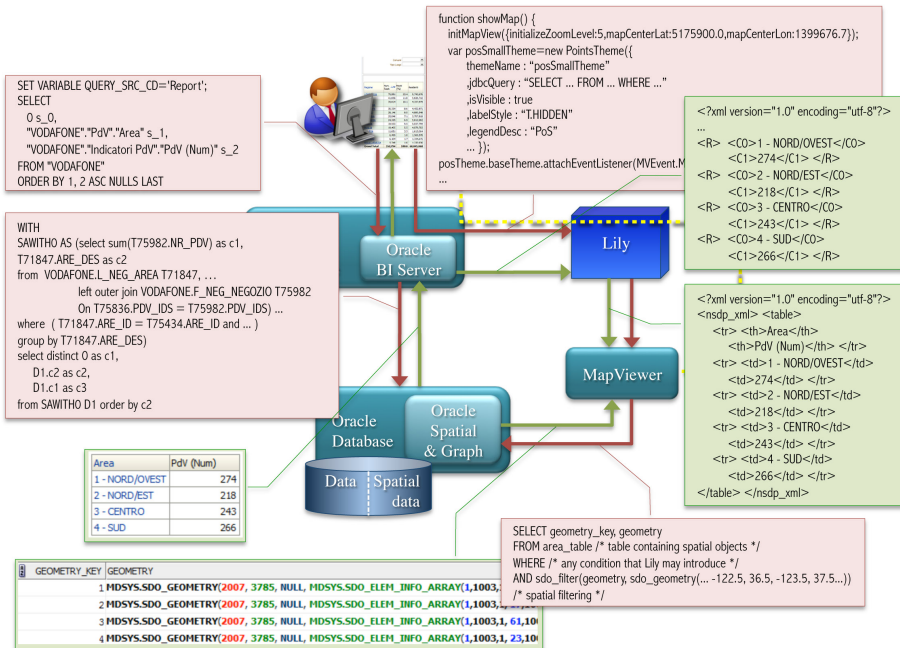 function showMap() {
initMapView({initializeZoomLevel:5,mapCenterLat:5175900.0,mapCenterLon:1399676.7});
var posSmallTheme=new PointsTheme({
themeName : “posSmallTheme”
,jdbcQuery : “SELECT ... FROM ... WHERE ...”
,isVisible : true
,labelStyle : “T.HIDDEN”
,legendDesc : “PoS”
... });
posTheme.baseTheme.attachEventListener(MVEvent.M
...
SET VARIABLE QUERY_SRC_CD='Report';
SELECT
0 s_0,
"VODAFONE"."PdV"."Area" s_1,
"VODAFONE"."Indicatori PdV"."PdV (Num)" s_2
FROM "VODAFONE"
ORDER BY 1, 2 ASC NULLS LAST
<?xml version="1.0" encoding="utf-8"?>
...
<R> <C0>1 - NORD/OVEST</C0>
<C1>274</C1> </R>
<R> <C0>2 - NORD/EST</C0>
<C1>218</C1> </R>
<R> <C0>3 - CENTRO</C0>
<C1>243</C1> </R>
<R> <C0>4 - SUD</C0>
<C1>266</C1> </R>
WITH
SAWITH0 AS (select sum(T75982.NR_PDV) as c1,
T71847.ARE_DES as c2
from VODAFONE.L_NEG_AREA T71847, ...
left outer join VODAFONE.F_NEG_NEGOZIO T75982
On T75836.PDV_IDS = T75982.PDV_IDS) ...
where ( T71847.ARE_ID = T75434.ARE_ID and ... )
group by T71847.ARE_DES)
select distinct 0 as c1,
D1.c2 as c2,
D1.c1 as c3
from SAWITH0 D1 order by c2
Oracle
BI Server
Lily
MapViewer
<?xml version="1.0" encoding="utf-8"?>
<nsdp_xml> <table>
<tr> <th>Area</th>
<th>PdV (Num)</th> </tr>
<tr> <td>1 - NORD/OVEST</td>
<td>274</td> </tr>
<tr> <td>2 - NORD/EST</td>
<td>218</td> </tr>
<tr> <td>3 - CENTRO</td>
<td>243</td> </tr>
<tr> <td>4 - SUD</td>
<td>266</td> </tr>
</table> </nsdp_xml>
Oracle
Database
Oracle
Spatial
& Graph
Data
Spatial
data
Area PdV (Num)
1 - NORD/OVEST 274
2 - NORD/EST 218
3 - CENTRO 243
4 - SUD 266
SELECT geometry_key, geometry
FROM area_table /* table containing spatial objects */
WHERE /* any condition that Lily may introduce */
AND sdo_filter(geometry, sdo_geometry(... -122.5, 36.5, -123.5, 37.5...))
/* spatial filtering */
GEOMETRY_KEY GEOMETRY
1 MDSYS.SDO_GEOMETRY(2007, 3785, NULL, MDSYS.SDO_ELEM_INFO_ARRAY(1,1003,
2 MDSYS.SDO_GEOMETRY(2007, 3785, NULL, MDSYS.SDO_ELEM_INFO_ARRAY(1,1003,1,
3 MDSYS.SDO_GEOMETRY(2007, 3785, NULL, MDSYS.SDO_ELEM_INFO_ARRAY(1,1003,1, 61,10
4 MDSYS.SDO_GEOMETRY(2007, 3785, NULL, MDSYS.SDO_ELEM_INFO_ARRAY(1,1003,1, 23,10